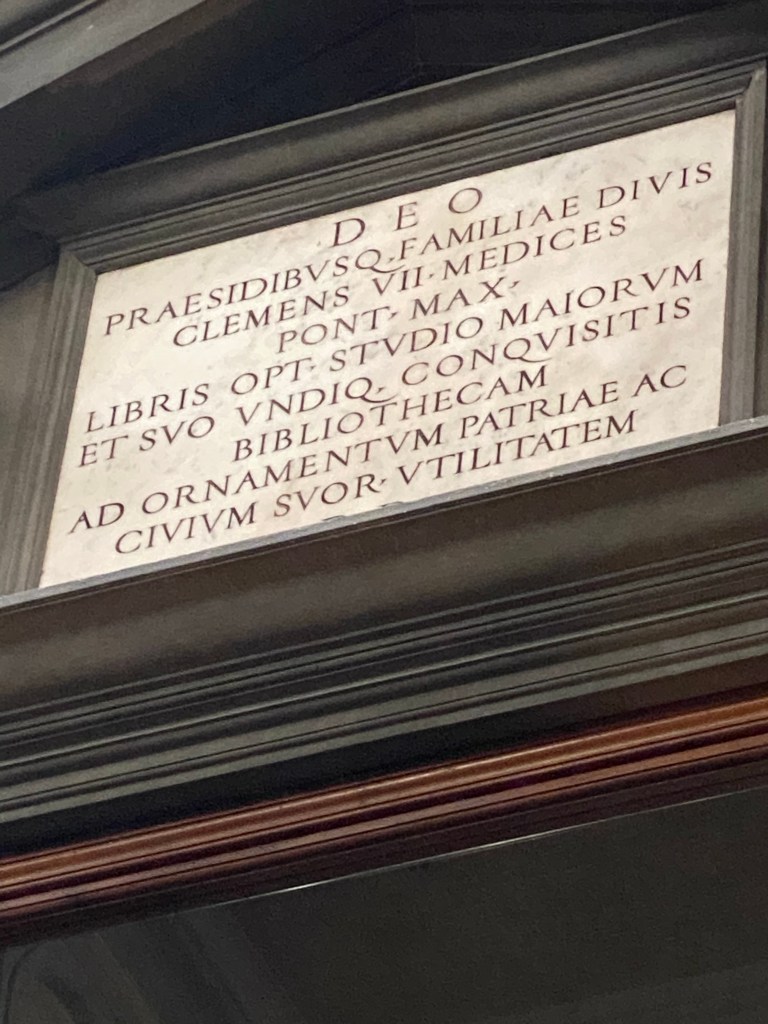 DEO
PRAESIDIBVSQ·FAMILIAE DIVIS
CLEMENS VII·MEDICES
PONT·MAX·
LIBRIS OPT·STVDIO MAIORVM
ET SVO VNDIQ·CONQVISITIS
BIBLIOTHECAM
AD ORNAMENTVM PATRIAE AC
CIVIVM SVOR·VTILITATEM